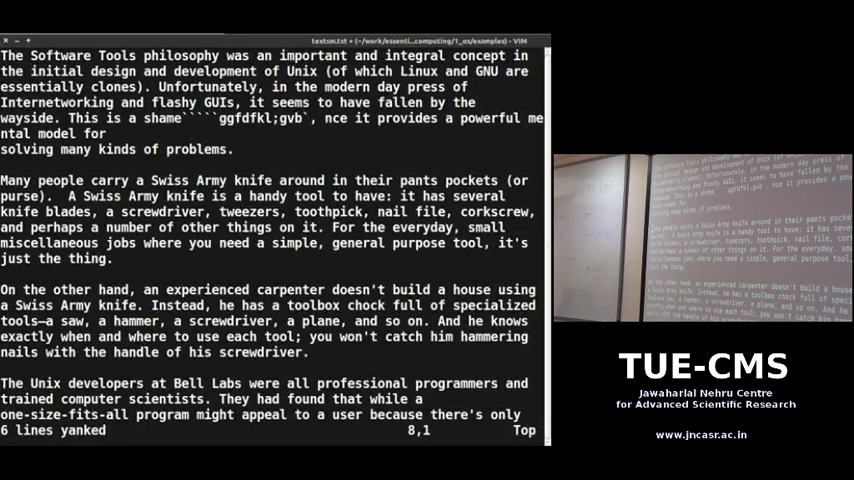 textsm.txt + (~/work/essenti...computing/1_os/examples) - VIM
The Software Tools philosophy was an important and integral concept in
the initial design and development of Unix (of which Linux and GNU are
essentially clones). Unfortunately, in the modern day press of
Internetworking and flashy GUIs, it seems to have fallen by the
wayside. This is a shame`````ggfdfkl;gvb`, nce it provides a powerful me
ntal model for
solving many kinds of problems.
Many people carry a Swiss Army knife around in their pants pockets (or
purse).  A Swiss Army knife is a handy tool to have: it has several
knife blades, a screwdriver, tweezers, toothpick, nail file, corkscrew,
and perhaps a number of other things on it. For the everyday, small
miscellaneous jobs where you need a simple, general purpose tool, it's
just the thing.
On the other hand, an experienced carpenter doesn't build a house using
a Swiss Army knife. Instead, he has a toolbox chock full of specialized
tools—a saw, a hammer, a screwdriver, a plane, and so on. And he knows
exactly when and where to use each tool; you won't catch him hammering
nails with the handle of his screwdriver.
The Unix developers at Bell Labs were all professional programmers and
trained computer scientists. They had found that while a
one-size-fits-all program might appeal to a user because there's only
6 lines yanked 8,1 Top
TUE-CMS
Jawaharlal Nehru Centre
for Advanced Scientific Research
www.jncasr.ac.in